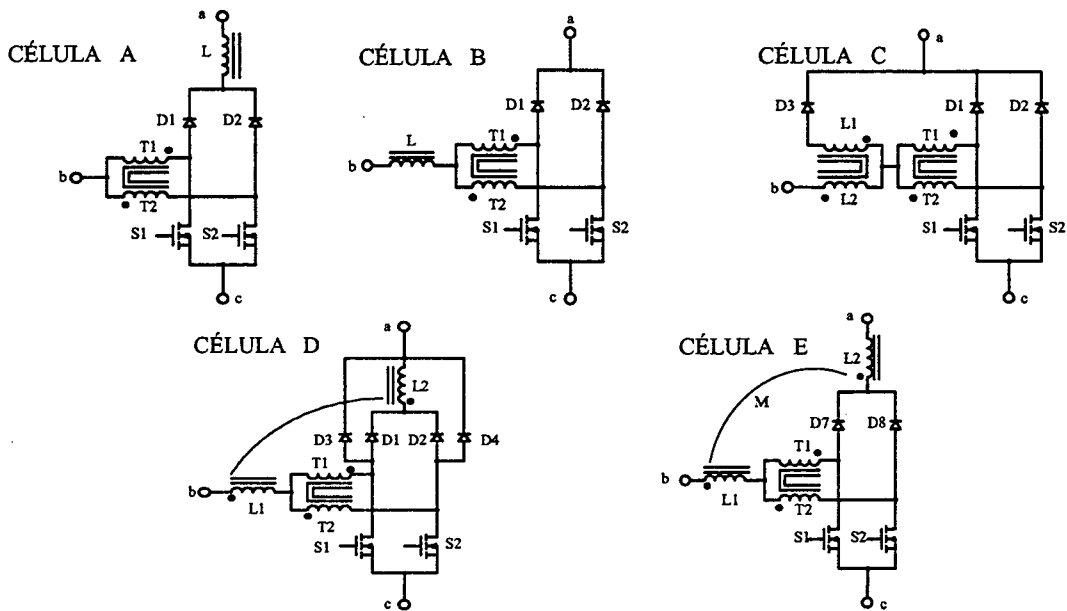 CÉLULA A
a
L
D1
D2
T1
b
T2
S1
S2
c
CÉLULA B
a
D1
D2
L
T1
b
T2
S1
S2
c
CÉLULA C
a
D3
D1
D2
L1
T1
b
L2
T2
S1
S2
c
CÉLULA D
a
L2
D3
D1
D2
D4
T1
b
L1
T2
S1
S2
c
CÉLULA E
a
L2
M
D7
D8
T1
b
L1
T2
S1
S2
c